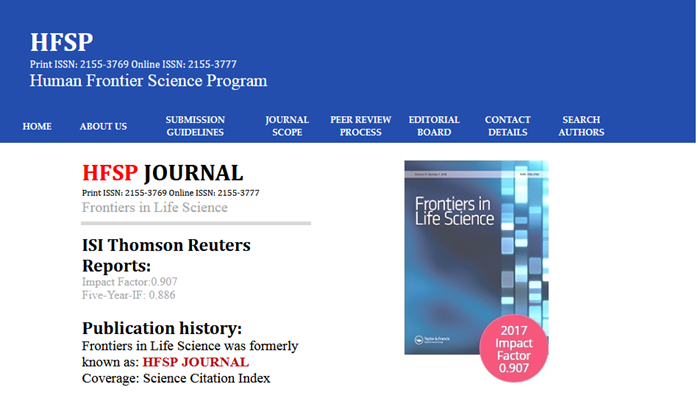 HFSP
Print ISSN: 2155-3769 Online ISSN: 2155-3777
Human Frontier Science Program
HOME
ABOUT US
SUBMISSION
GUIDELINES
JOURNAL
SCOPE
PEER REVIEW
PROCESS
EDITORIAL
BOARD
CONTACT
DETAILS
SEARCH
AUTHORS
HFSP JOURNAL
Print ISSN: 2155-3769 Online ISSN: 2155-3777
Frontiers in Life Science
ISI Thomson Reuters
Reports:
Impact Factor:0.907
Five-Year-IF: 0.886
Publication history:
Frontiers in Life Science was formerly
known as: HFSP JOURNAL
Coverage: Science Citation Index
Frontiers in
Life Science
Taylor & Francis
2017
Impact
Factor
0.907